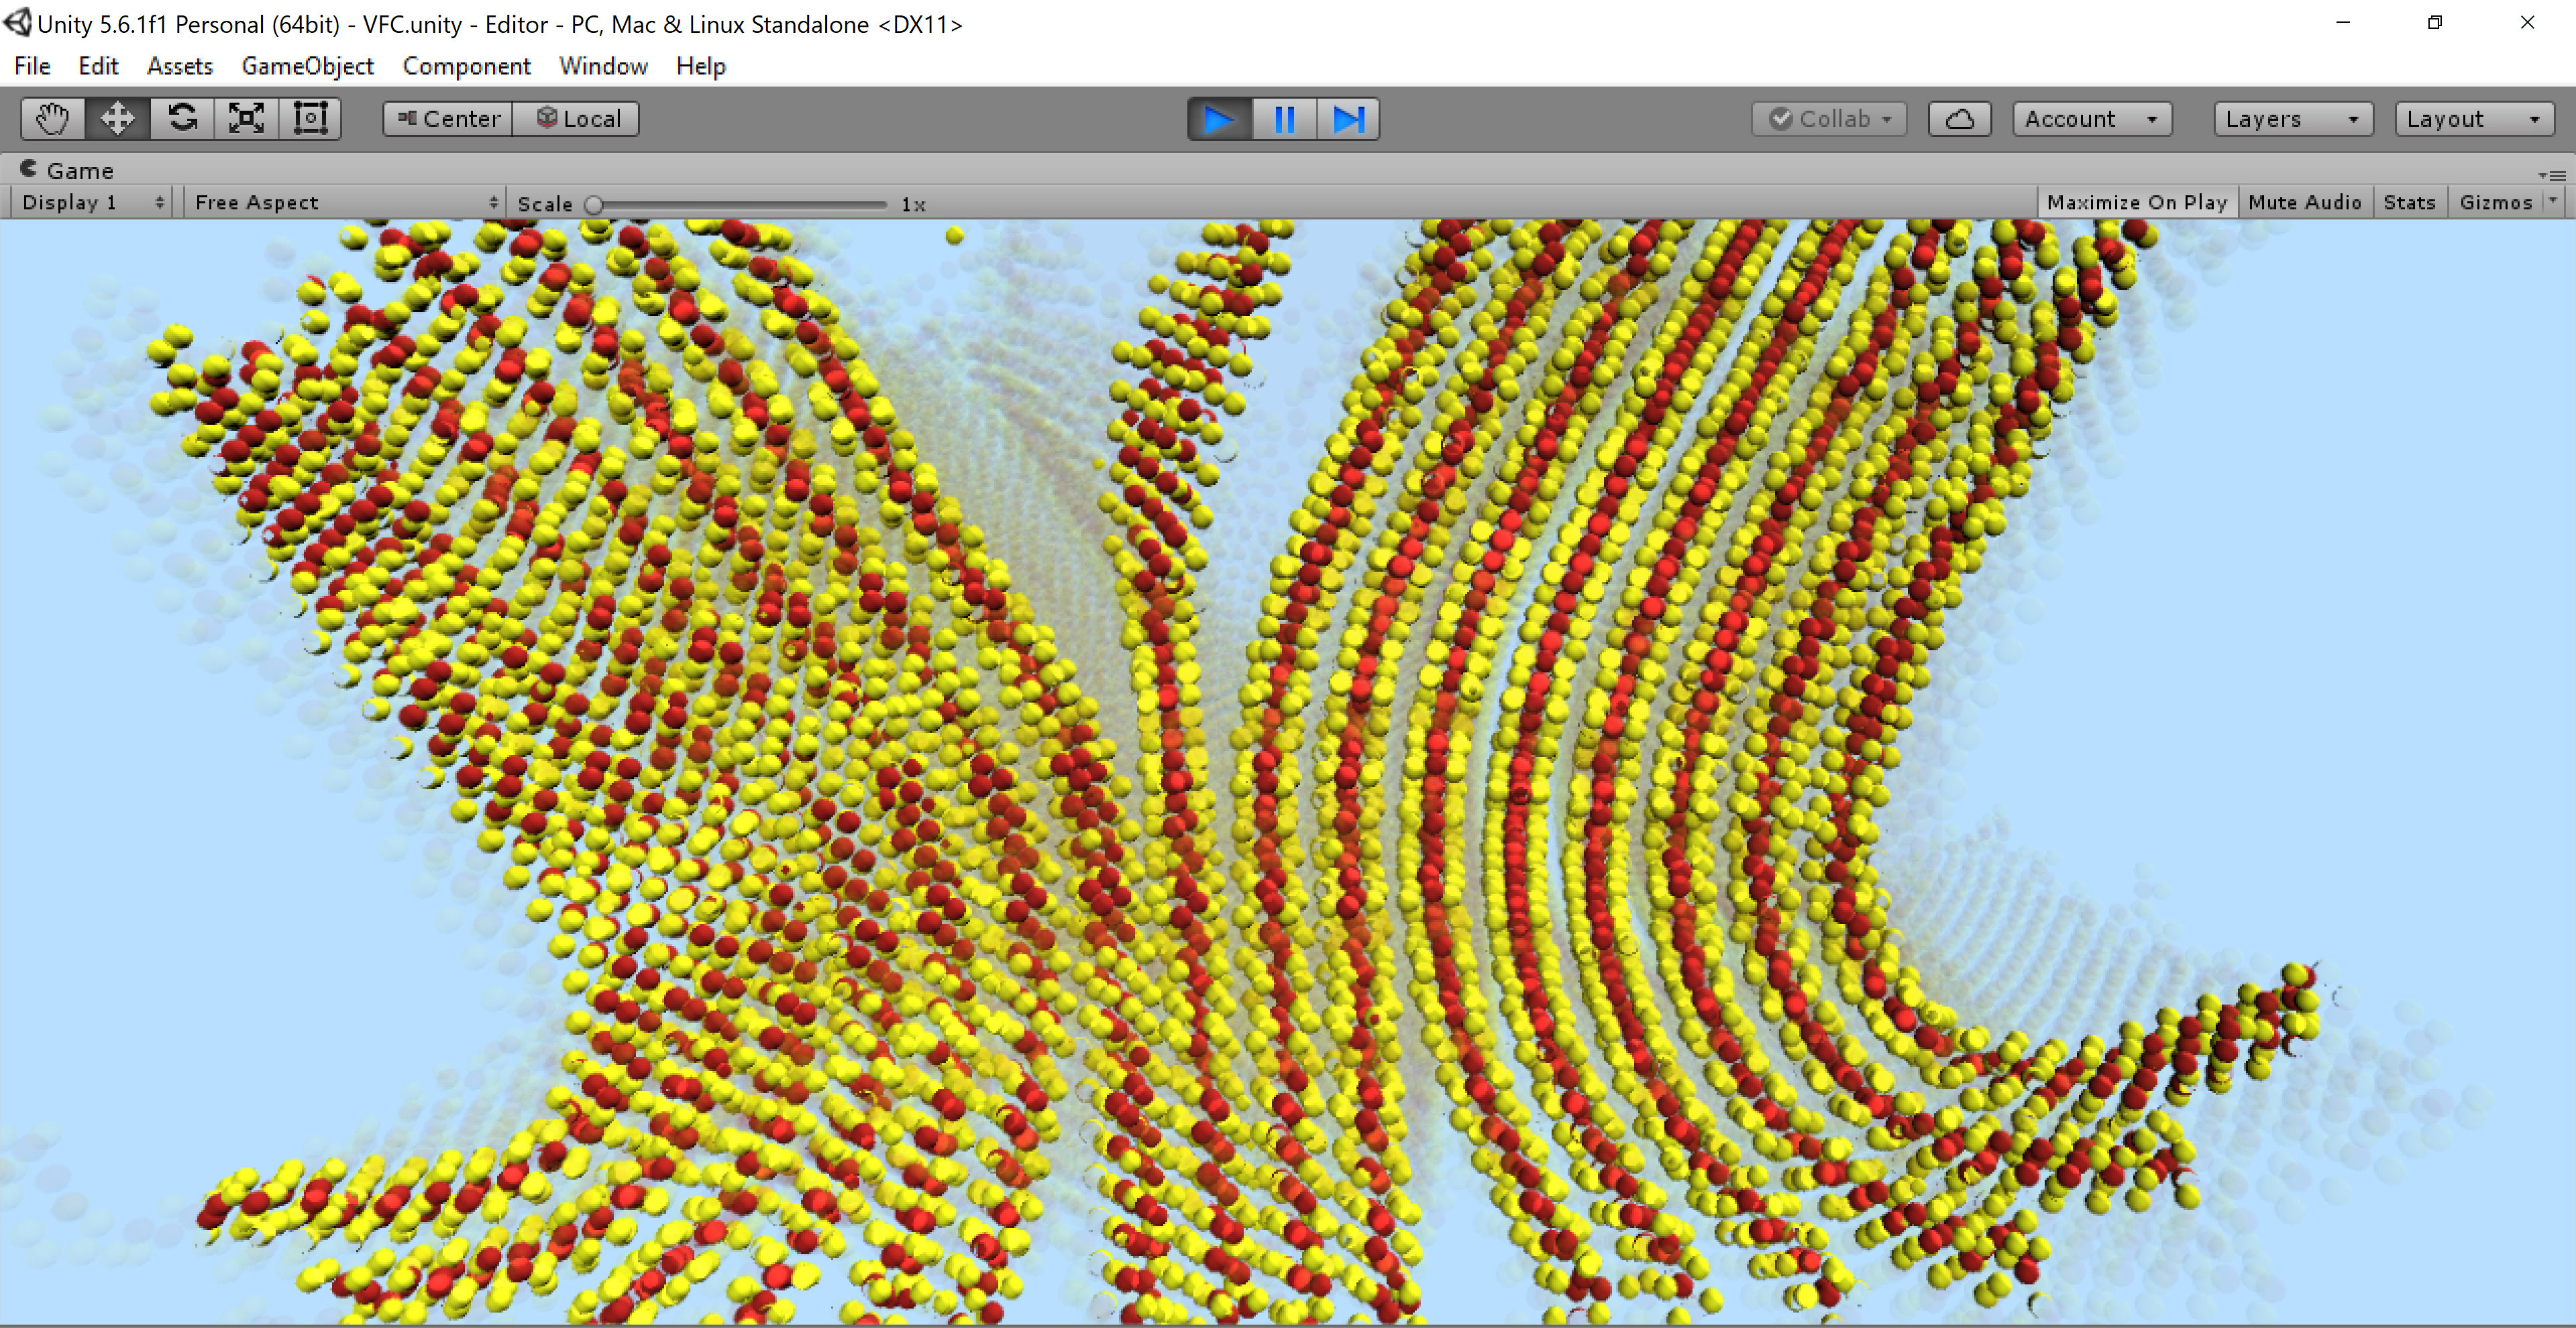 Unity 5.6.1f1 Personal (64bit) - VFC.unity - Editor - PC, Mac & Linux Standalone <DX11>
File Edit Assets GameObject Component Window Help
Center Local Collab Account Layers Layout
Game
Display 1 Free Aspect Scale 1x Maximize On Play Mute Audio Stats Gizmos